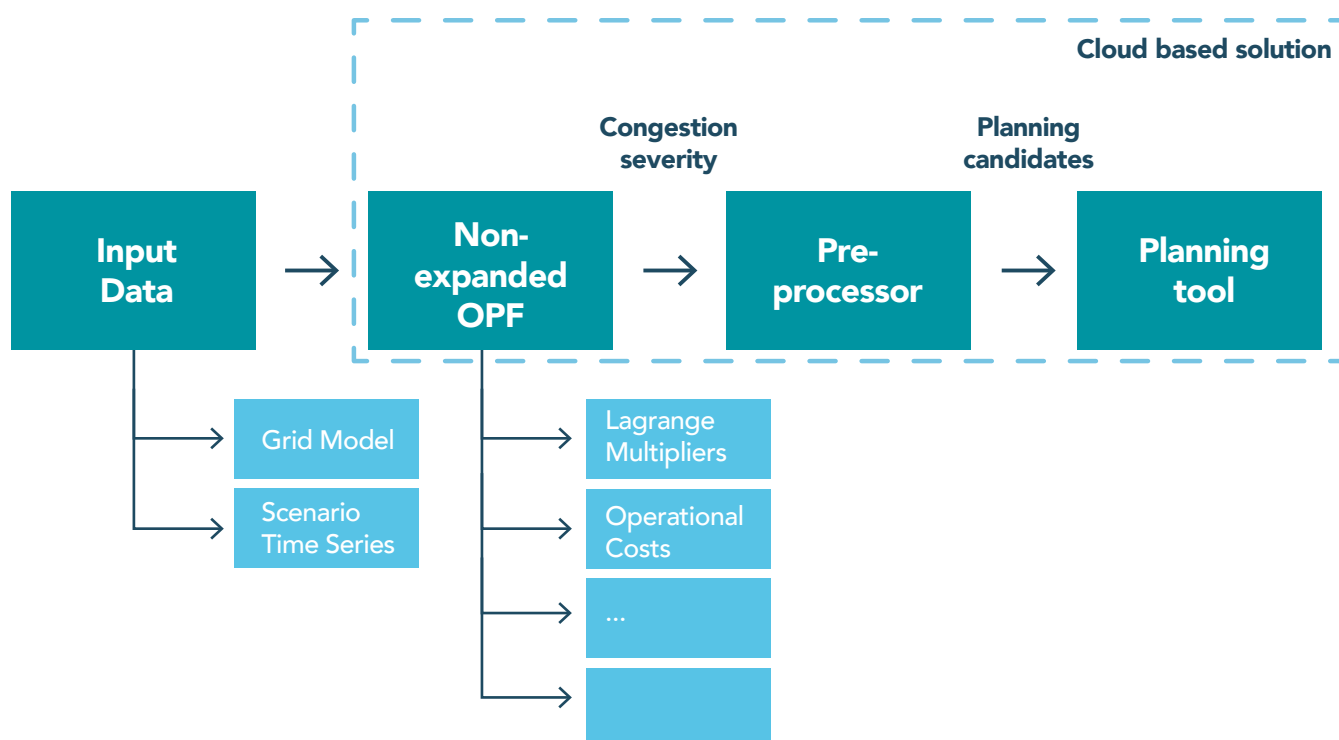 Cloud based solution
Congestion
severity
Planning
candidates
Input
Data
Non-
expanded
OPF
Pre-
processor
Planning
tool
Grid Model
Scenario
Time Series
Lagrange
Multipliers
Operational
Costs
...